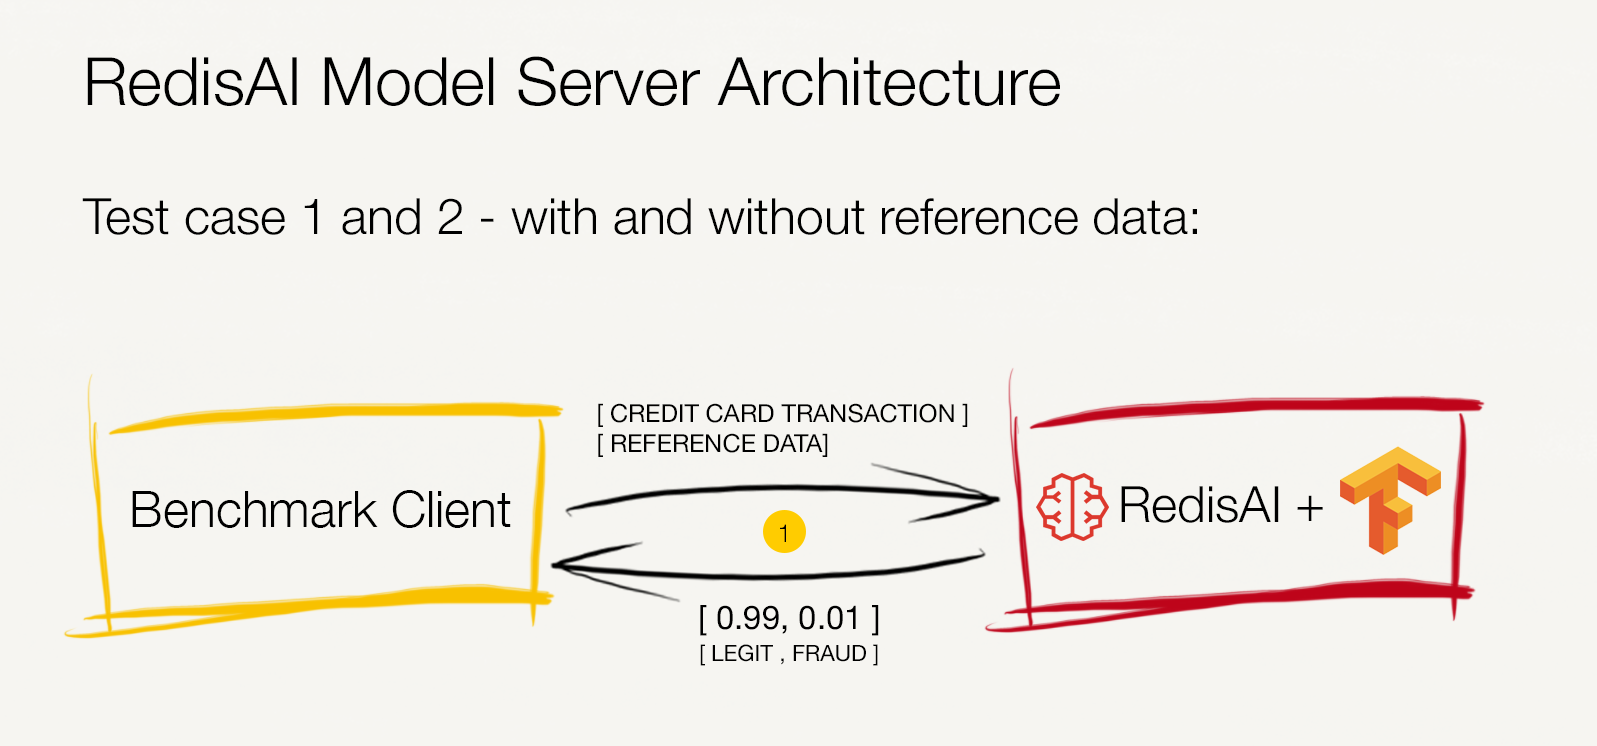 RedisAI Model Server Architecture
Test case 1 and 2 - with and without reference data:
[ CREDIT CARD TRANSACTION ]
[ REFERENCE DATA]
Benchmark Client
1
RedisAI +
[ 0.99, 0.01 ]
[ LEGIT , FRAUD ]